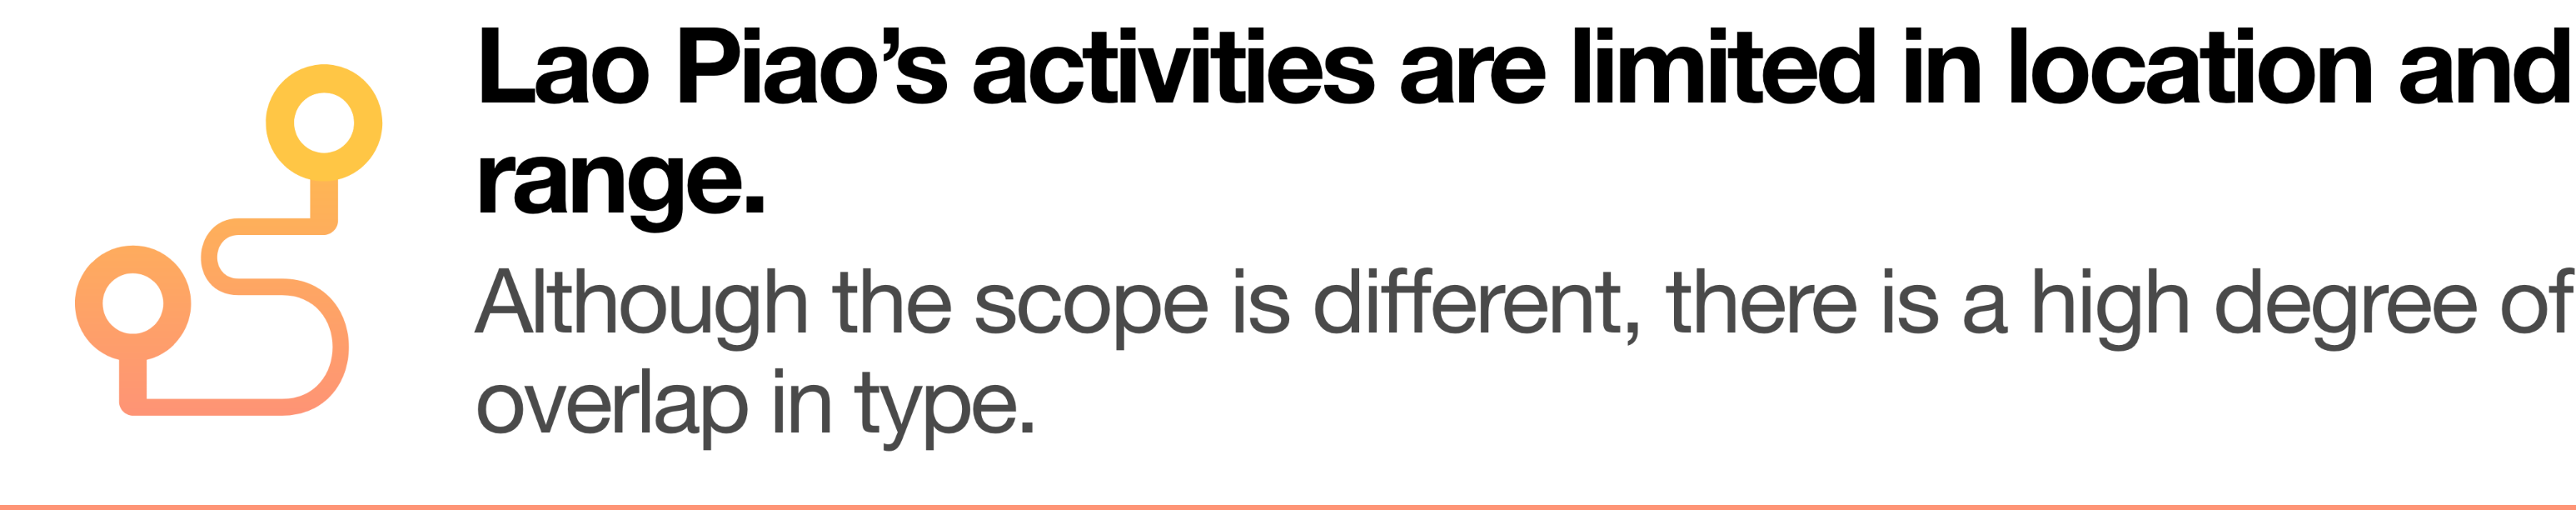 Lao Piao’s activities are limited in location and
range.
Although the scope is different, there is a high degree of
overlap in type.